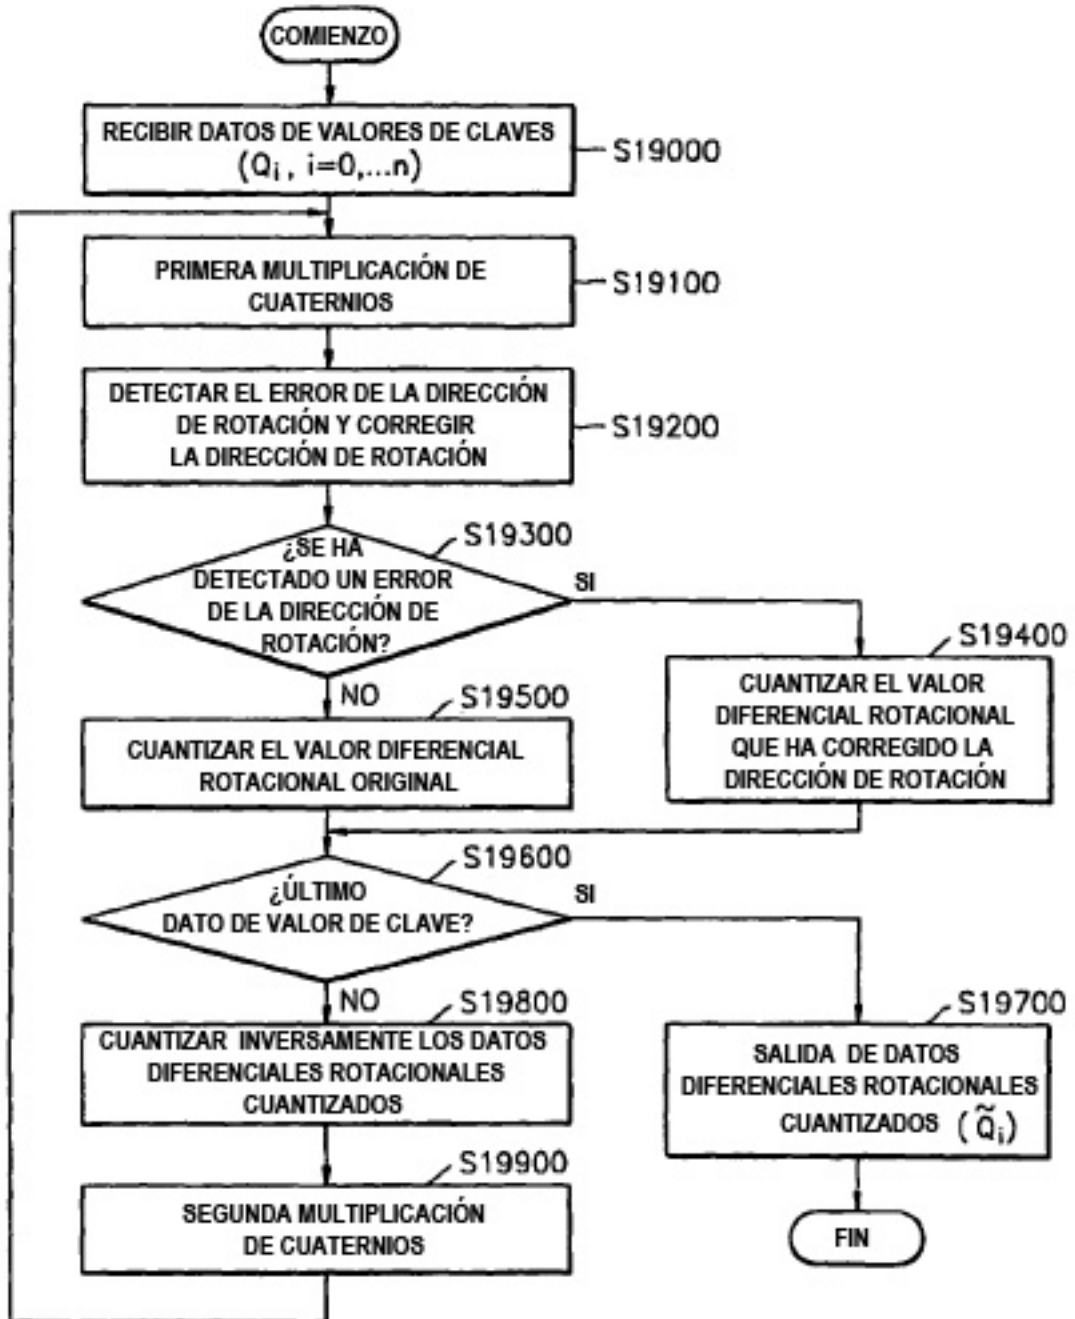 COMIENZO
RECIBIR DATOS DE VALORES DE CLAVES
(Qi, i=0,...n)
S19000
PRIMERA MULTIPLICACIÓN DE
CUATERNIOS
S19100
DETECTAR EL ERROR DE LA DIRECCIÓN
DE ROTACIÓN Y CORREGIR
LA DIRECCIÓN DE ROTACIÓN
S19200
S19300
¿SE HA
DETECTADO UN ERROR
DE LA DIRECCIÓN DE
ROTACIÓN?
SI
NO
S19400
CUANTIZAR EL VALOR
DIFERENCIAL ROTACIONAL
QUE HA CORREGIDO LA
DIRECCIÓN DE ROTACIÓN
S19500
CUANTIZAR EL VALOR DIFERENCIAL
ROTACIONAL ORIGINAL
S19600
¿ÚLTIMO
DATO DE VALOR DE CLAVE?
SI
NO
S19700
SALIDA DE DATOS
DIFERENCIALES ROTACIONALES
CUANTIZADOS (Q̃i)
S19800
CUANTIZAR INVERSAMENTE LOS DATOS
DIFERENCIALES ROTACIONALES
CUANTIZADOS
S19900
SEGUNDA MULTIPLICACIÓN
DE CUATERNIOS
FIN